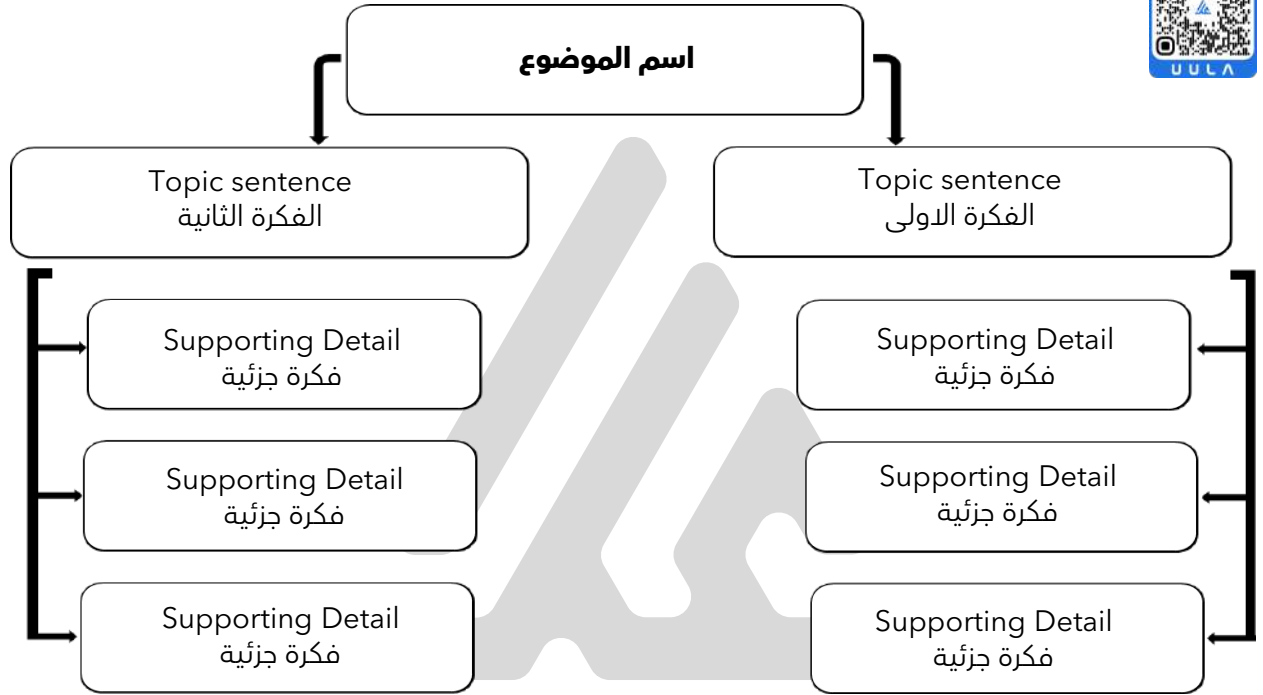 UULA
اسم الموضوع
Topic sentence
الفكرة الاولى
Supporting Detail
فكرة جزئية
Supporting Detail
فكرة جزئية
Supporting Detail
فكرة جزئية
Topic sentence
الفكرة الثانية
Supporting Detail
فكرة جزئية
Supporting Detail
فكرة جزئية
Supporting Detail
فكرة جزئية